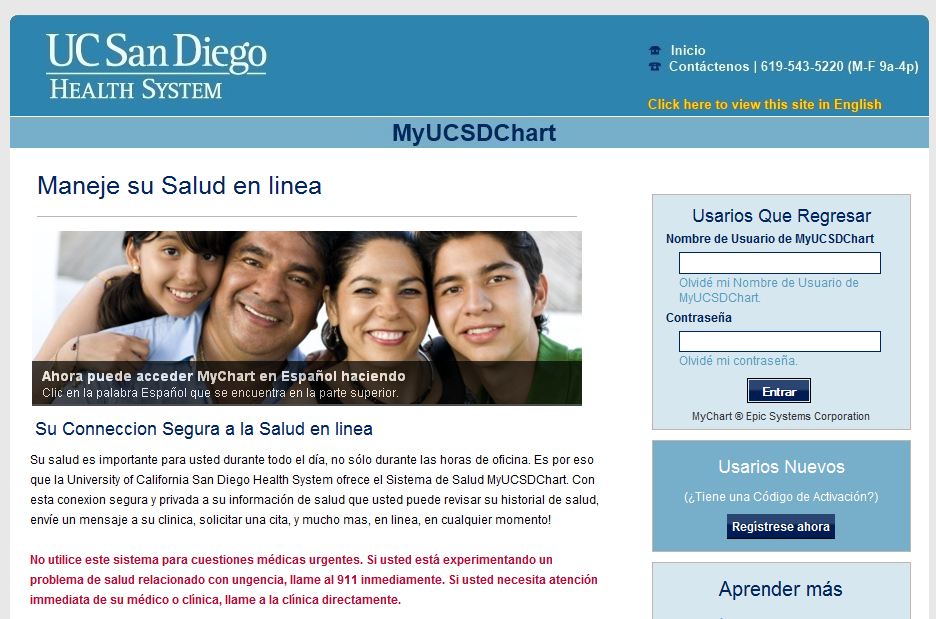 UC San Diego
HEALTH SYSTEM
Inicio
Contáctenos | 619-543-5220 (M-F 9a-4p)
Click here to view this site in English
MyUCSDChart
Maneje su Salud en linea
Ahora puede acceder MyChart en Español haciendo
Clic en la palabra Español que se encuentra en la parte superior.
Su Conneccion Segura a la Salud en linea
Su salud es importante para usted durante todo el día, no sólo durante las horas de oficina. Es por eso
que la University of California San Diego Health System ofrece el Sistema de Salud MyUCSDChart. Con
esta conexion segura y privada a su información de salud que usted puede revisar su historial de salud,
envíe un mensaje a su clinica, solicitar una cita, y mucho mas, en linea, en cualquier momento!
No utilice este sistema para cuestiones médicas urgentes. Si usted está experimentando un
problema de salud relacionado con urgencia, llame al 911 inmediamente. Si usted necesita atención
immediata de su médico o clínica, llame a la clínica directamente.
Usarios Que Regresar
Nombre de Usuario de MyUCSDChart
Olvidé mi Nombre de Usuario de
MyUCSDChart.
Contraseña
Olvidé mi contraseña.
Entrar
MyChart ® Epic Systems Corporation
Usarios Nuevos
(¿Tiene una Código de Activación?)
Regístrese ahora
Aprender más